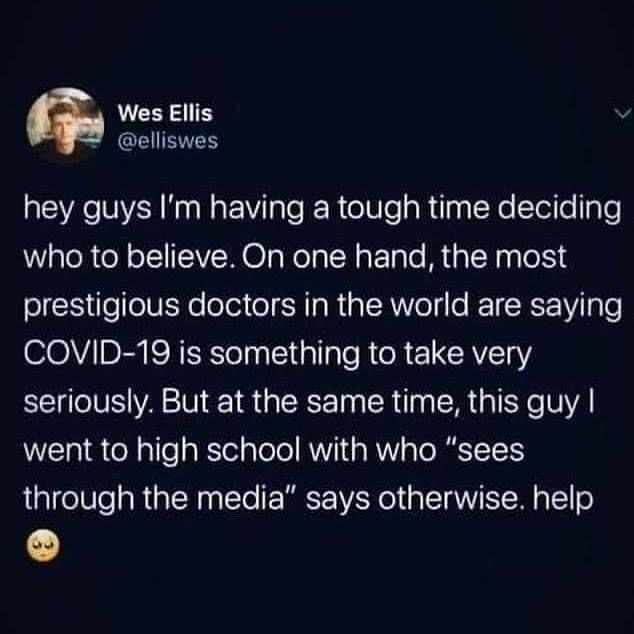 Wes Ellis
@elliswes
hey guys I'm having a tough time deciding
who to believe. On one hand, the most
prestigious doctors in the world are saying
COVID-19 is something to take very
seriously. But at the same time, this guy I
went to high school with who "sees
through the media" says otherwise. help
🥺